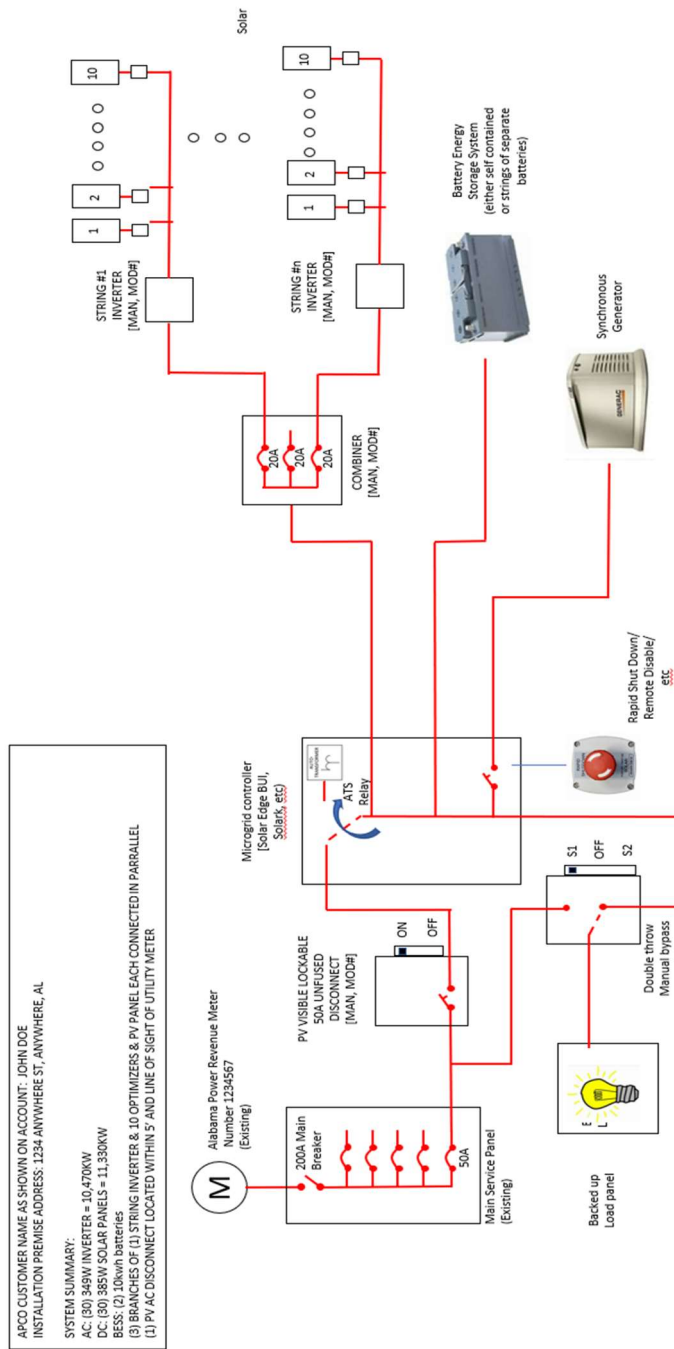 APCO CUSTOMER NAME AS SHOWN ON ACCOUNT: JOHN DOE
INSTALLATION PREMISE ADDRESS: 1234 ANYWHERE ST, ANYWHERE, AL
SYSTEM SUMMARY:
AC: (30) 349W INVERTER = 10,470KW
DC: (30) 385W SOLAR PANELS = 11,330KW
BESS: (2) 10kwh batteries
(3) BRANCHES OF (1) STRING INVERTER & 10 OPTIMIZERS & PV PANEL EACH CONNECTED IN PARRALLEL
(1) PV AC DISCONNECT LOCATED WITHIN 5' AND LINE OF SIGHT OF UTILITY METER
Alabama Power Revenue Meter
Number 1234567
(Existing)
M
200A Main
Breaker
50A
Main Service Panel
(Existing)
PV VISIBLE LOCKABLE
50A UNFUSED
DISCONNECT
[MAN, MOD#]
ON
OFF
Microgrid controller
[Solar Edge BUI,
Solark, etc)
AUTO-
TRANSFORMER
ATS
Relay
STRING #1
INVERTER
[MAN, MOD#]
1
2
10
Solar
STRING #n
INVERTER
[MAN, MOD#]
1
2
10
20A
20A
20A
COMBINER
[MAN, MOD#]
Battery Energy
Storage System
(either self contained
or strings of separate
batteries)
Synchronous
Generator
GENERAC
Rapid Shut Down/
Remote Disable/
etc
S1
OFF
S2
Double throw
Manual bypass
E
L
Backed up
Load panel